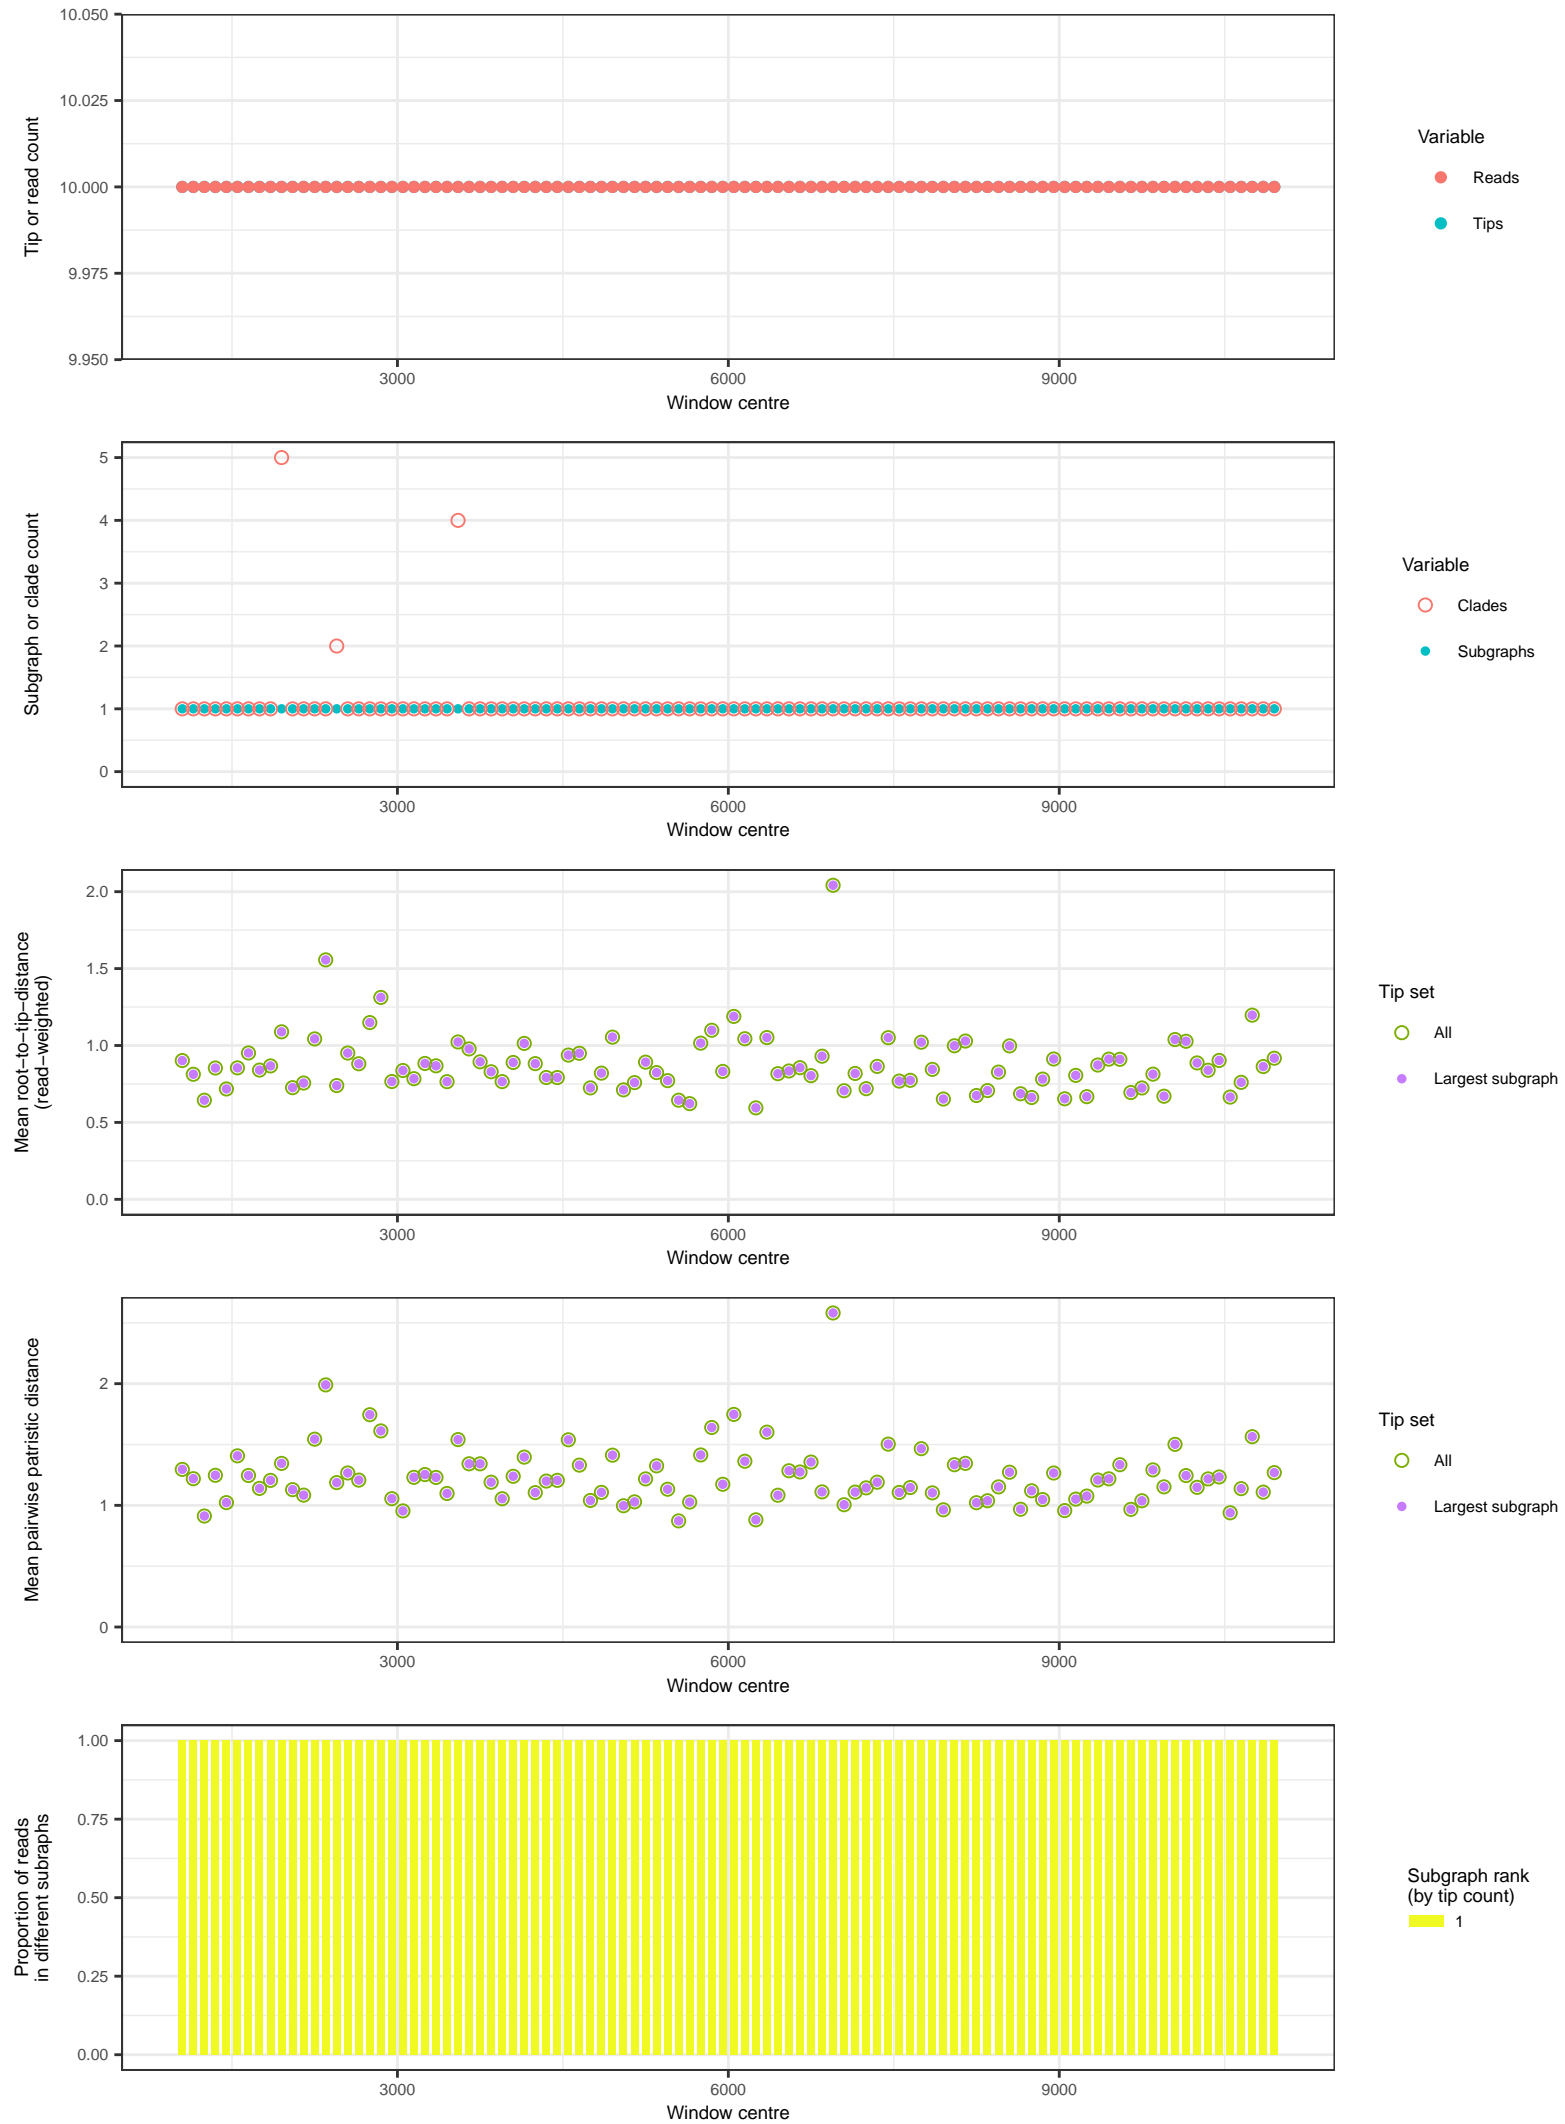 10.050
10.025
10.000
9.975
9.950
Tip or read count
3000 6000 9000
Window centre
Variable
Reads
Tips
5
4
3
2
1
0
Subgraph or clade count
3000 6000 9000
Window centre
Variable
Clades
Subgraphs
2.0
1.5
1.0
0.5
0.0
Mean root−to−tip−distance
(read−weighted)
3000 6000 9000
Window centre
Tip set
All
Largest subgraph
2
1
0
Mean pairwise patristic distance
3000 6000 9000
Window centre
Tip set
All
Largest subgraph
1.00
0.75
0.50
0.25
0.00
Proportion of reads
in different subraphs
3000 6000 9000
Window centre
Subgraph rank
(by tip count)
1